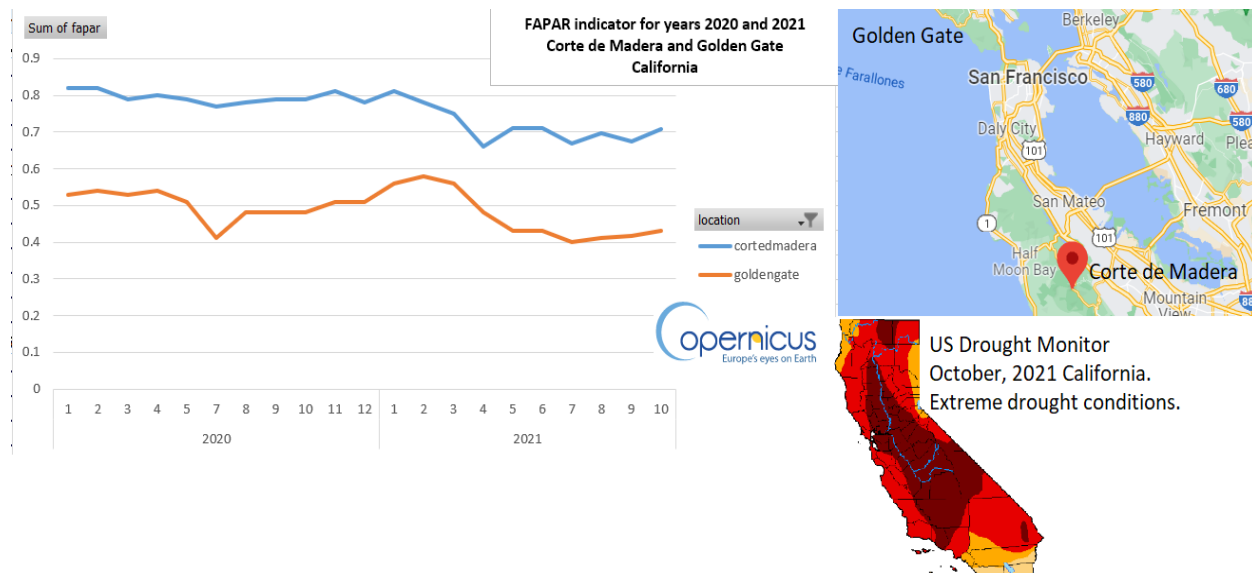 Sum of fapar
FAPAR indicator for years 2020 and 2021
Corte de Madera and Golden Gate
California
0.9
0.8
0.7
0.6
0.5
0.4
0.3
0.2
0.1
0
1 2 3 4 5 7 8 9 10 11 12 1 2 3 4 5 6 7 8 9 10
2020 2021
location
cortedmadera
goldengate
opernicus
Europe's eyes on Earth
Berkeley
Golden Gate
e Farallones
San Francisco
580
680
Daly City
880
580
101
Hayward
Plea
San Mateo
1
101
Fremont
Half
Moon Bay
Corte de Madera
Mountain
View
88
US Drought Monitor
October, 2021 California.
Extreme drought conditions.